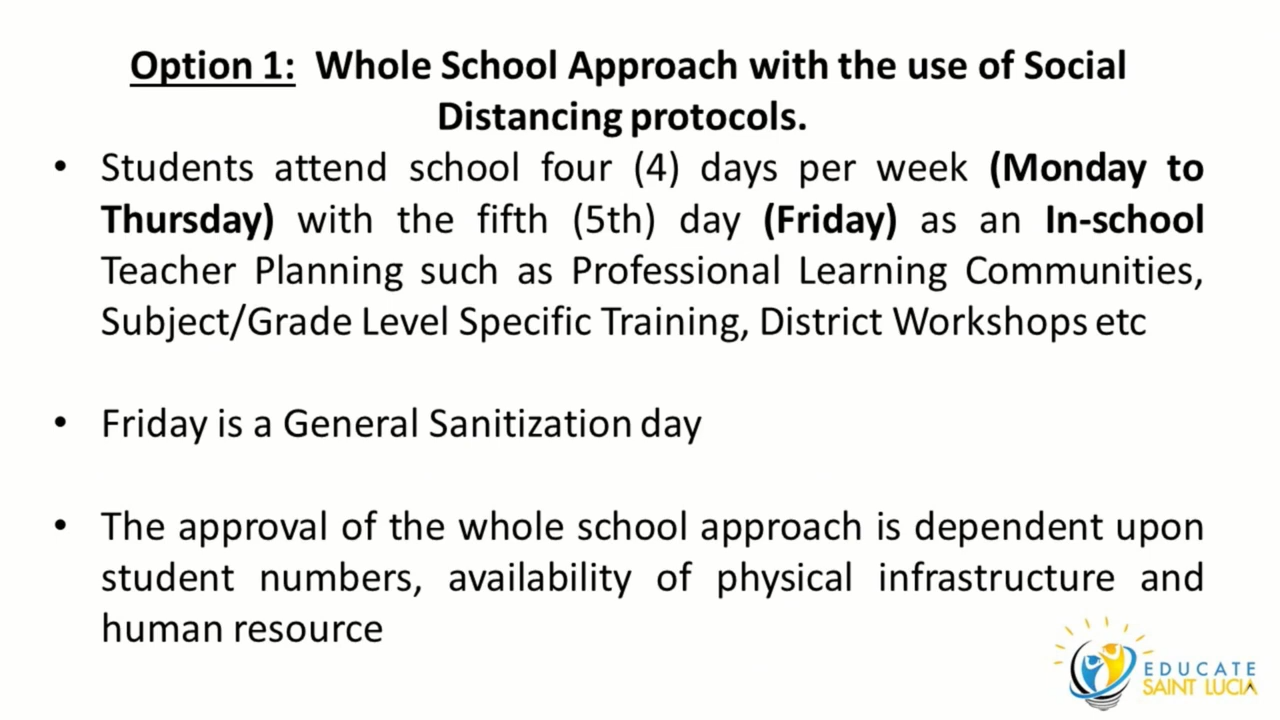 Option 1: Whole School Approach with the use of Social
Distancing protocols.
• Students attend school four (4) days per week (Monday to
Thursday) with the fifth (5th) day (Friday) as an In-school
Teacher Planning such as Professional Learning Communities,
Subject/Grade Level Specific Training, District Workshops etc
• Friday is a General Sanitization day
• The approval of the whole school approach is dependent upon
student numbers, availability of physical infrastructure and
human resource
EDUCATE
SAINT LUCIA